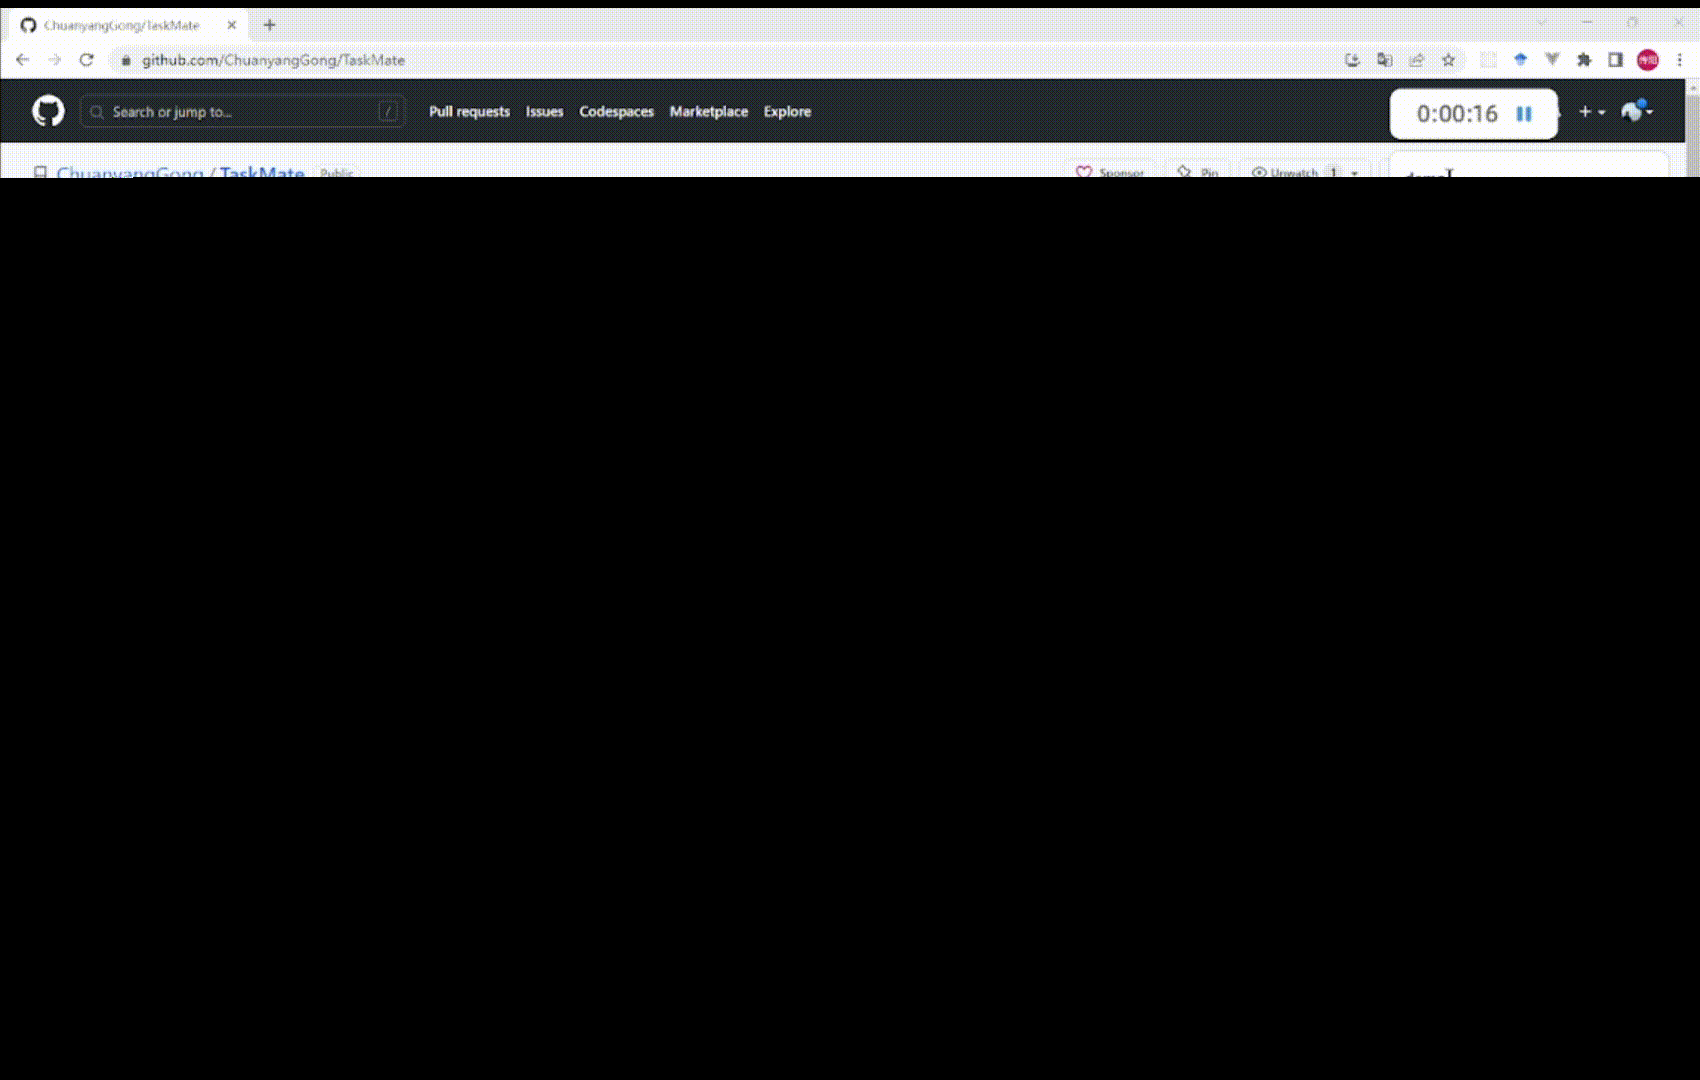 ChuanyangGong/TaskMate
github.com/ChuanyangGong/TaskMate
Search or jump to... /
Pull requests Issues Codespaces Marketplace Explore
0:00:16
ChuanyangGong / TaskMate Public
Sponsor Pin Unwatch 1